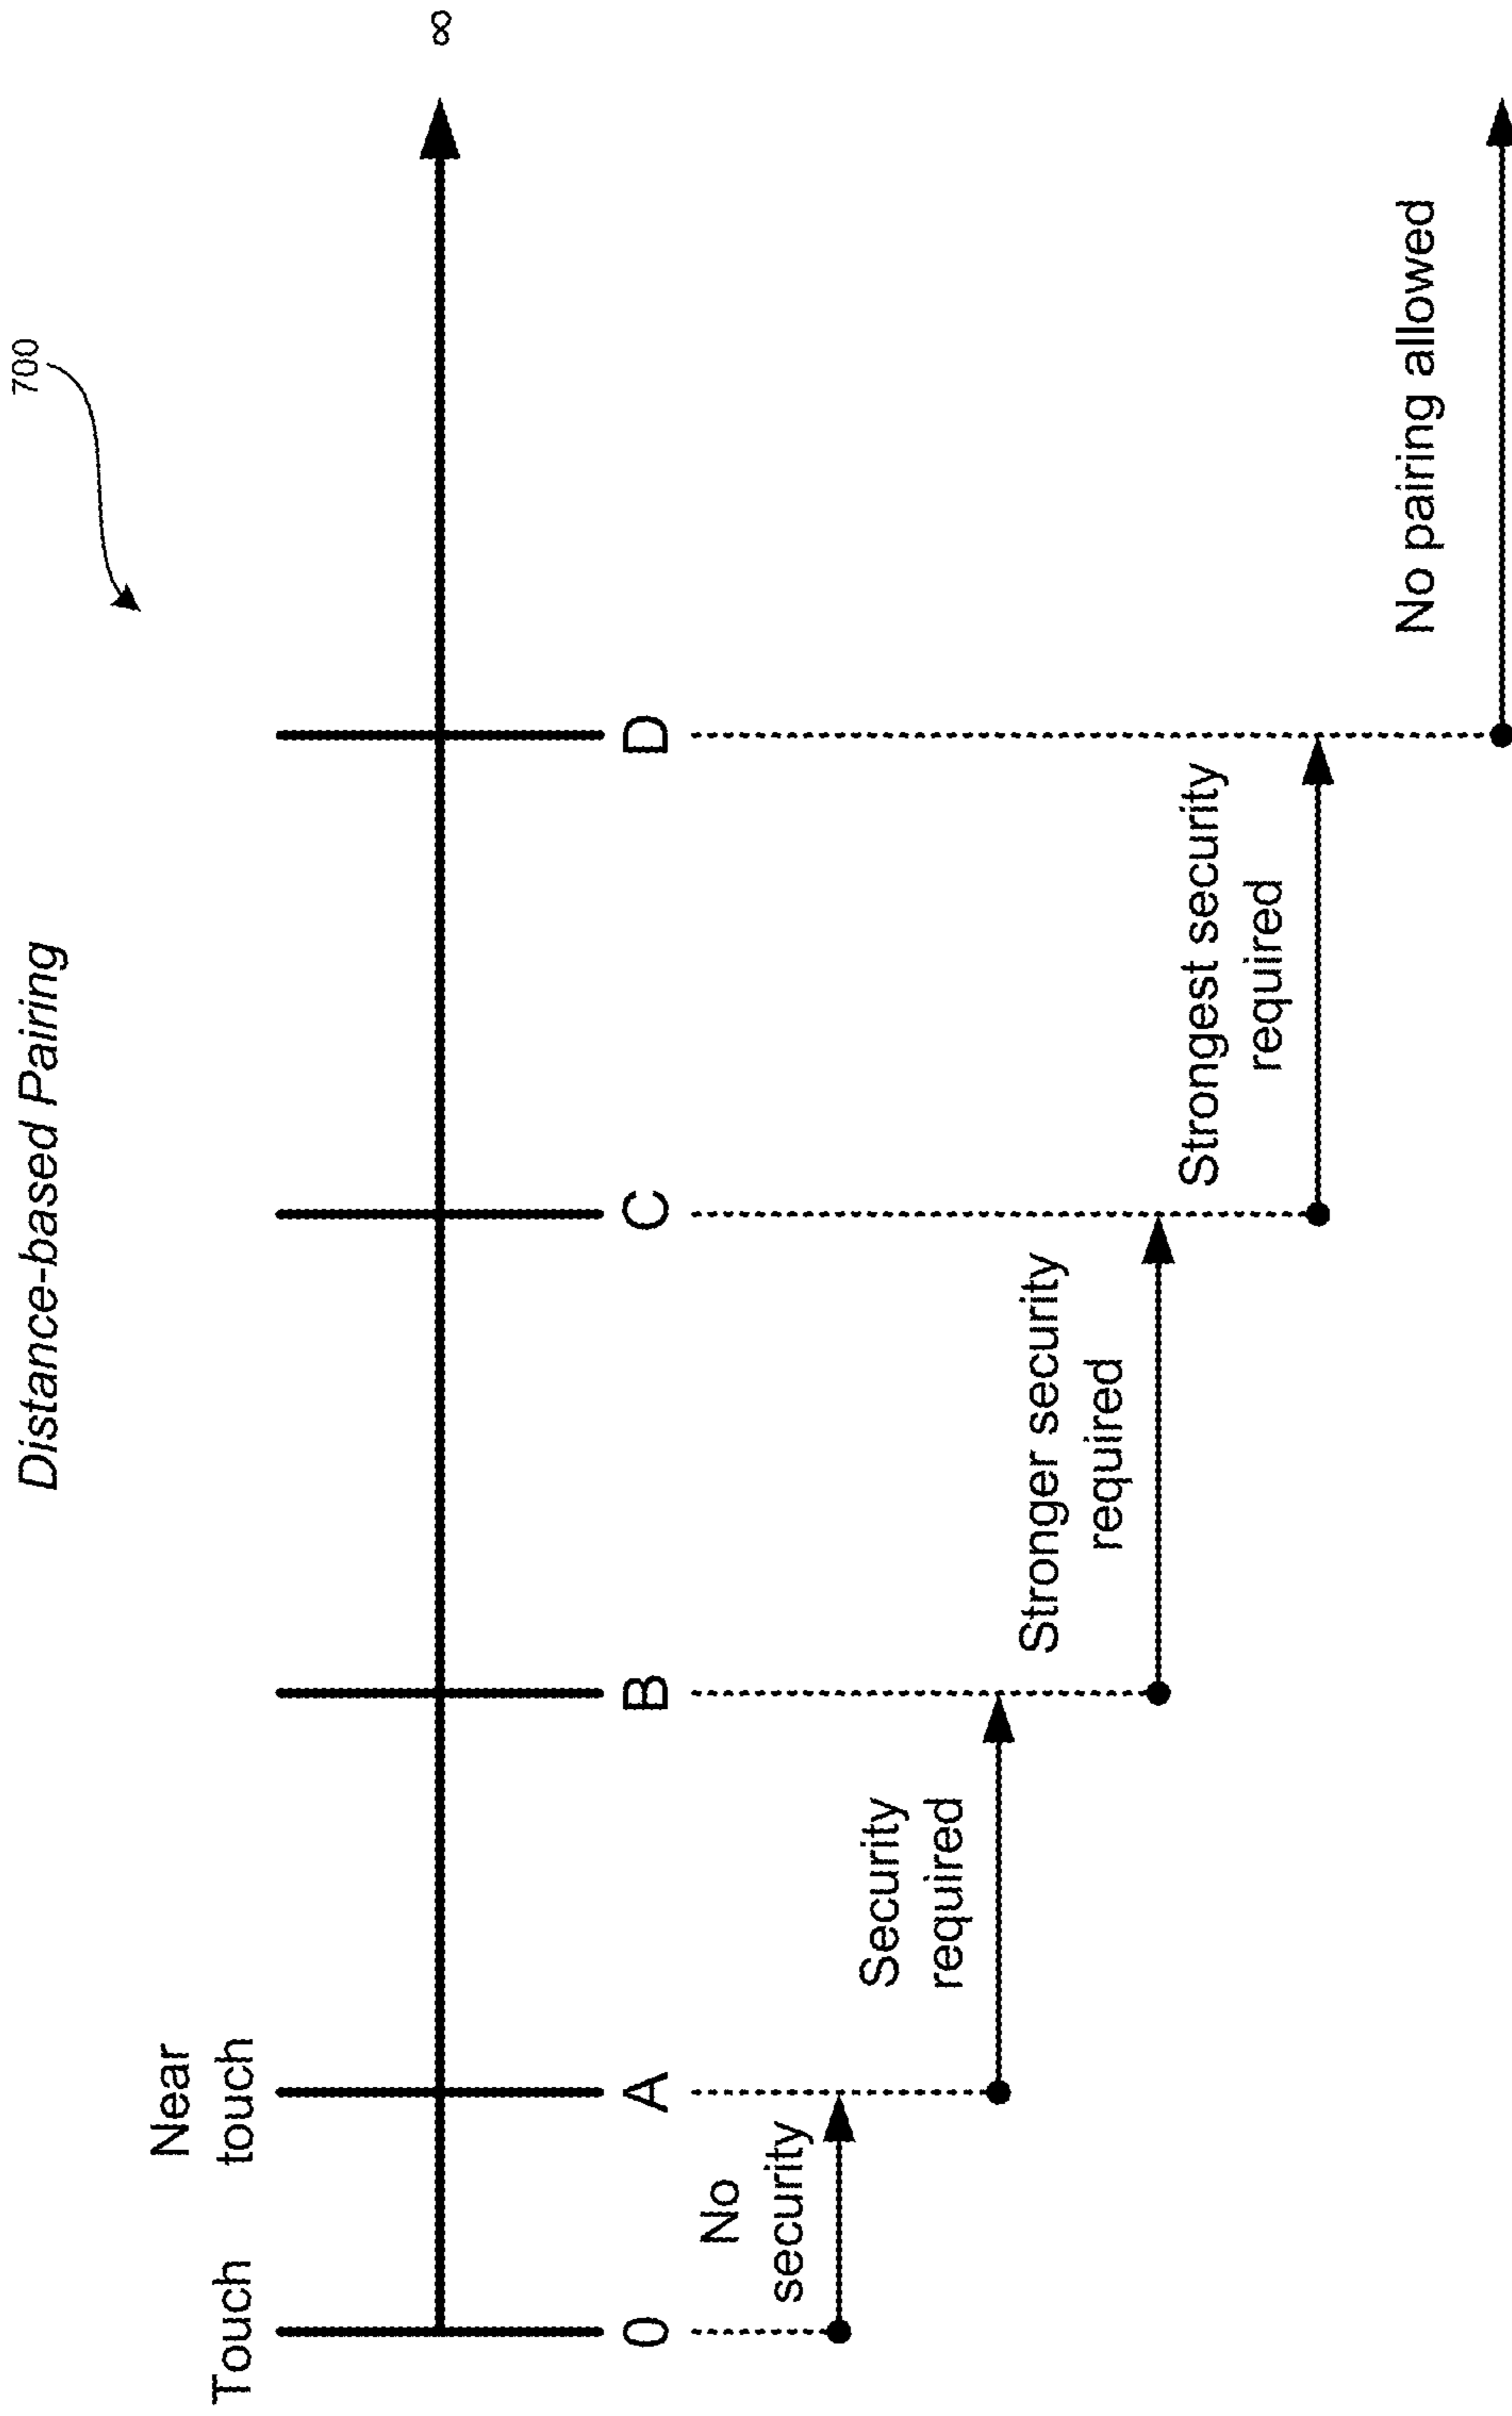 Distance-based Pairing
700
Touch
Near
touch
∞
0
A
B
C
D
No
security
Security
required
Stronger security
required
Strongest security
required
No pairing allowed